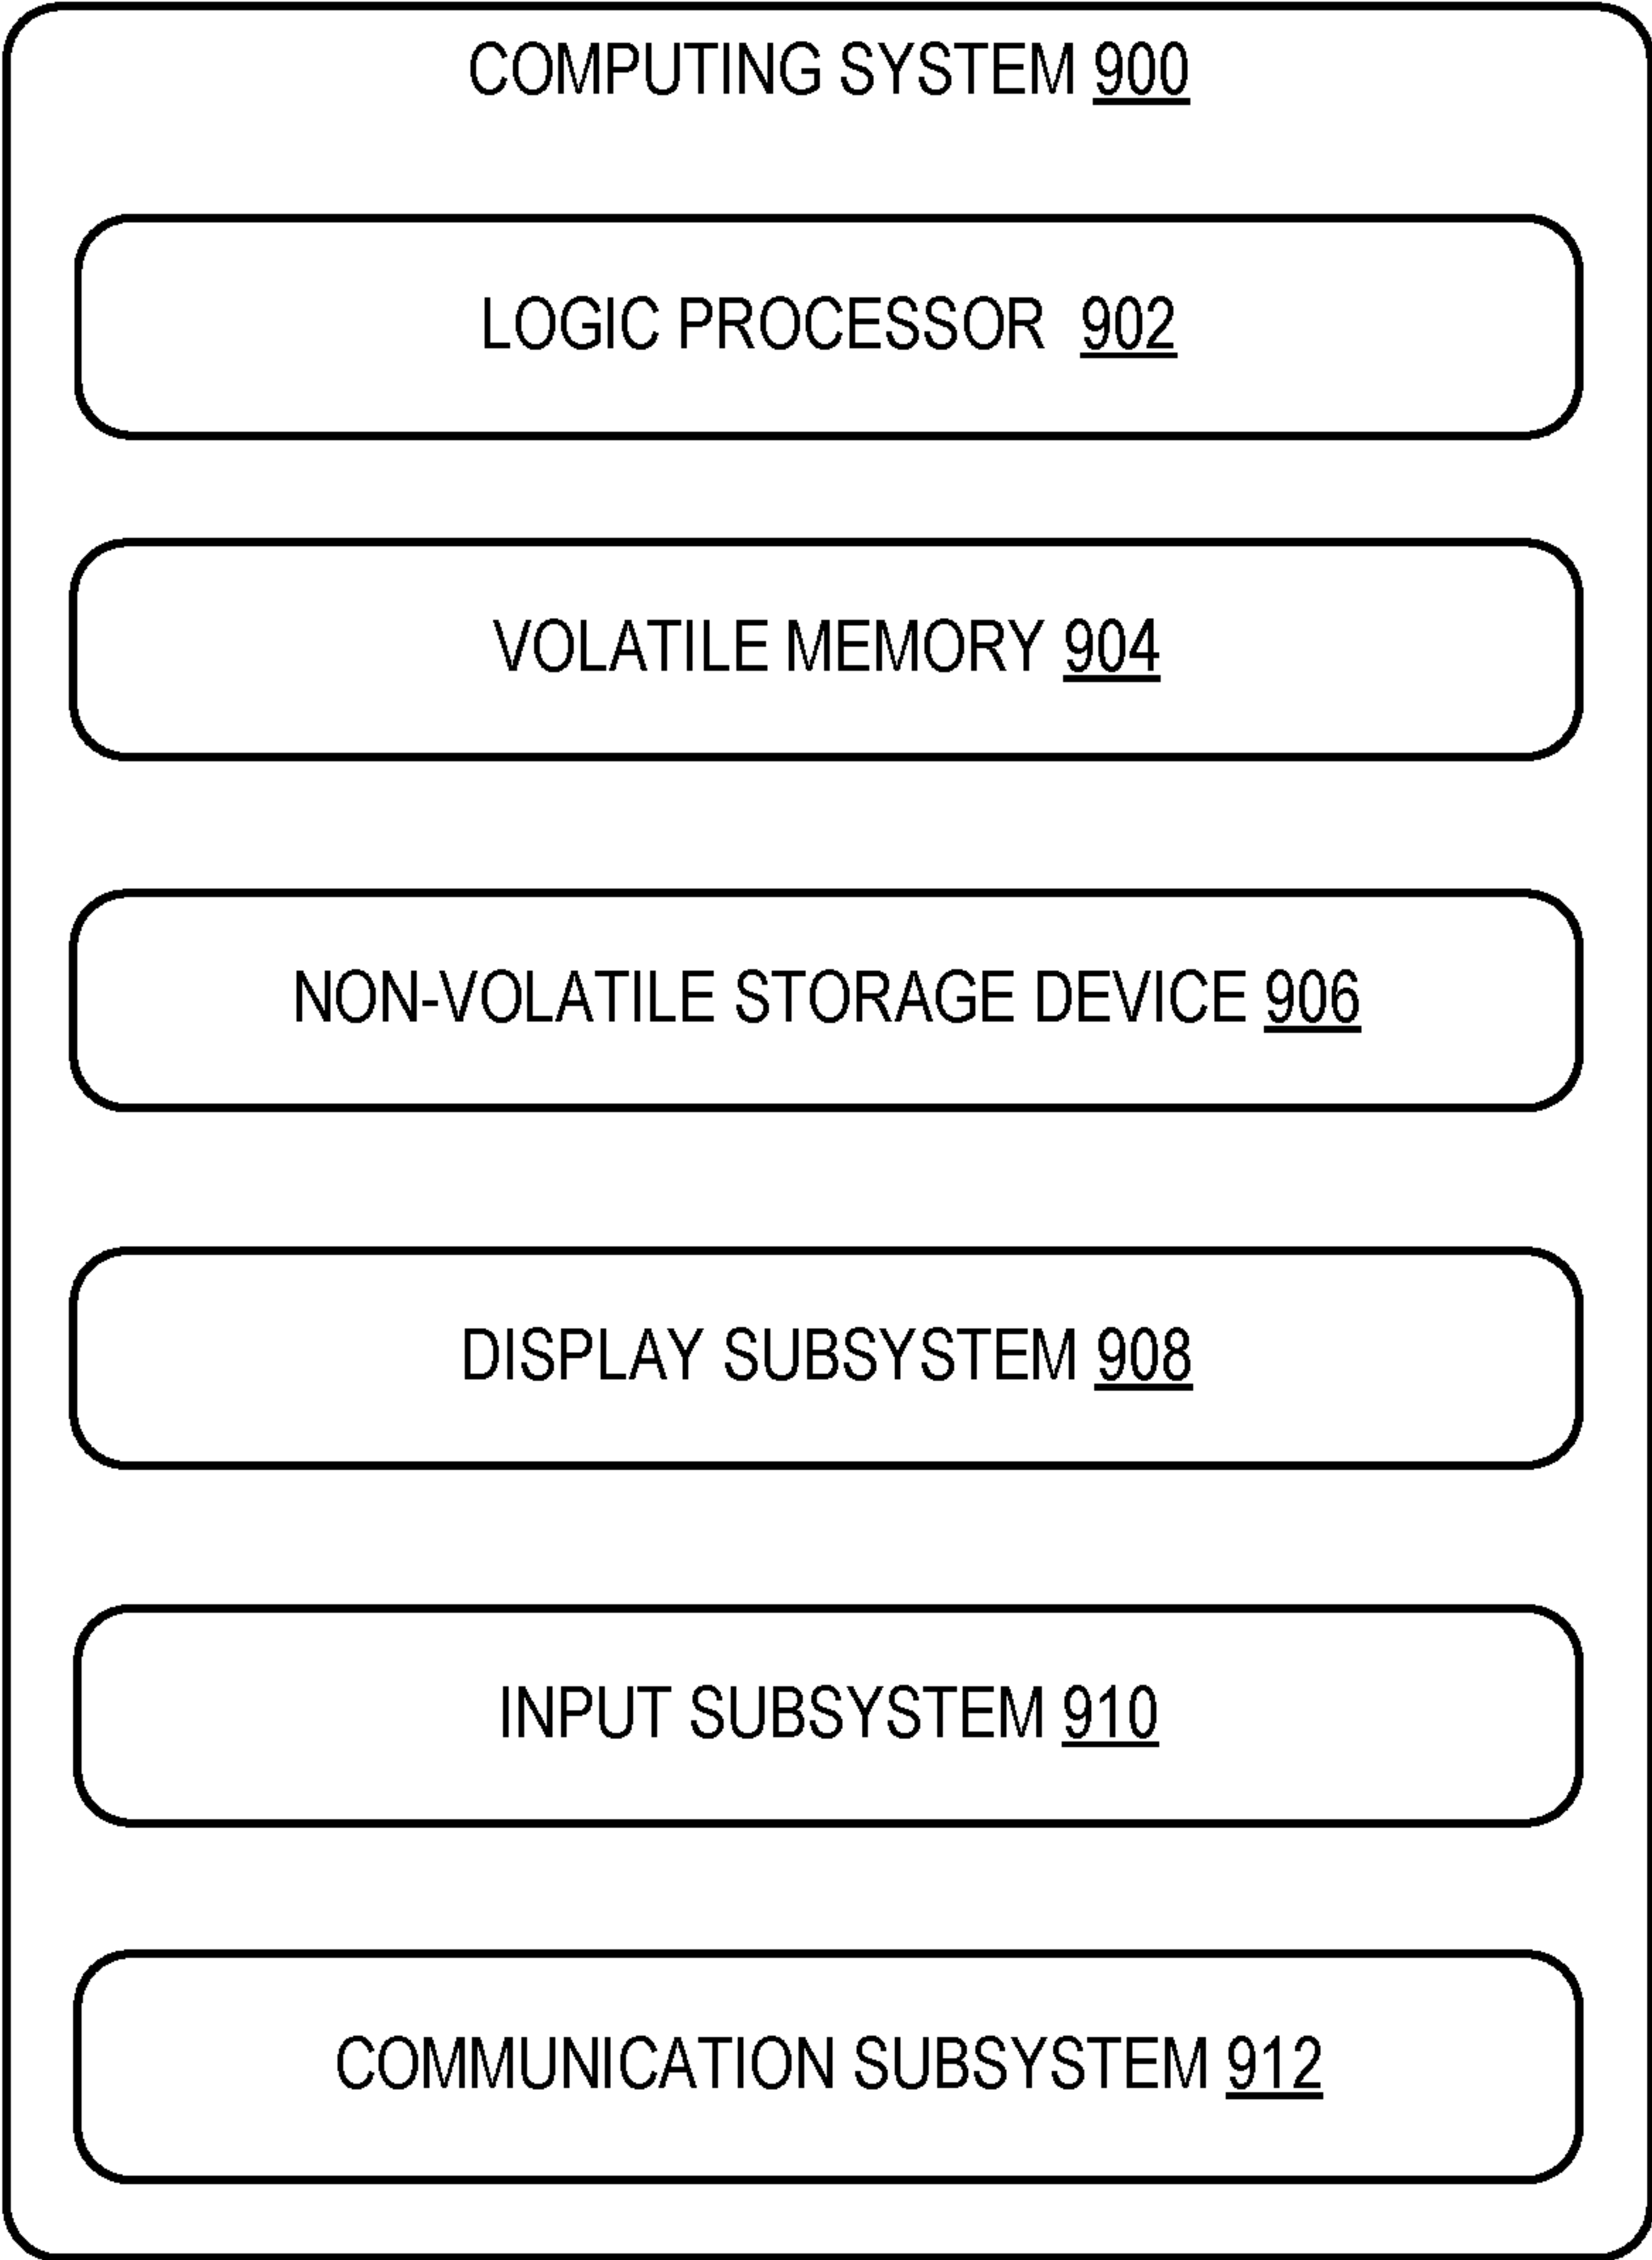 COMPUTING SYSTEM 900
LOGIC PROCESSOR 902
VOLATILE MEMORY 904
NON-VOLATILE STORAGE DEVICE 906
DISPLAY SUBSYSTEM 908
INPUT SUBSYSTEM 910
COMMUNICATION SUBSYSTEM 912